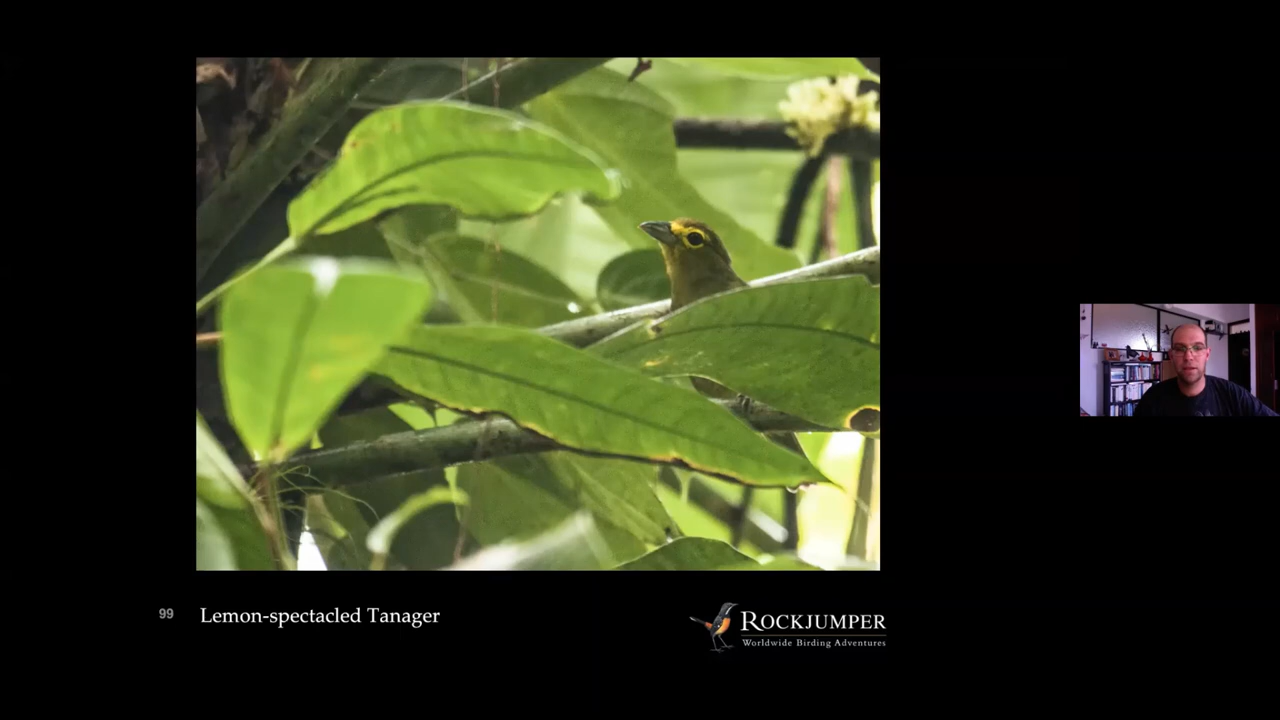 99 Lemon-spectacled Tanager
ROCKJUMPER
Worldwide Birding Adventures